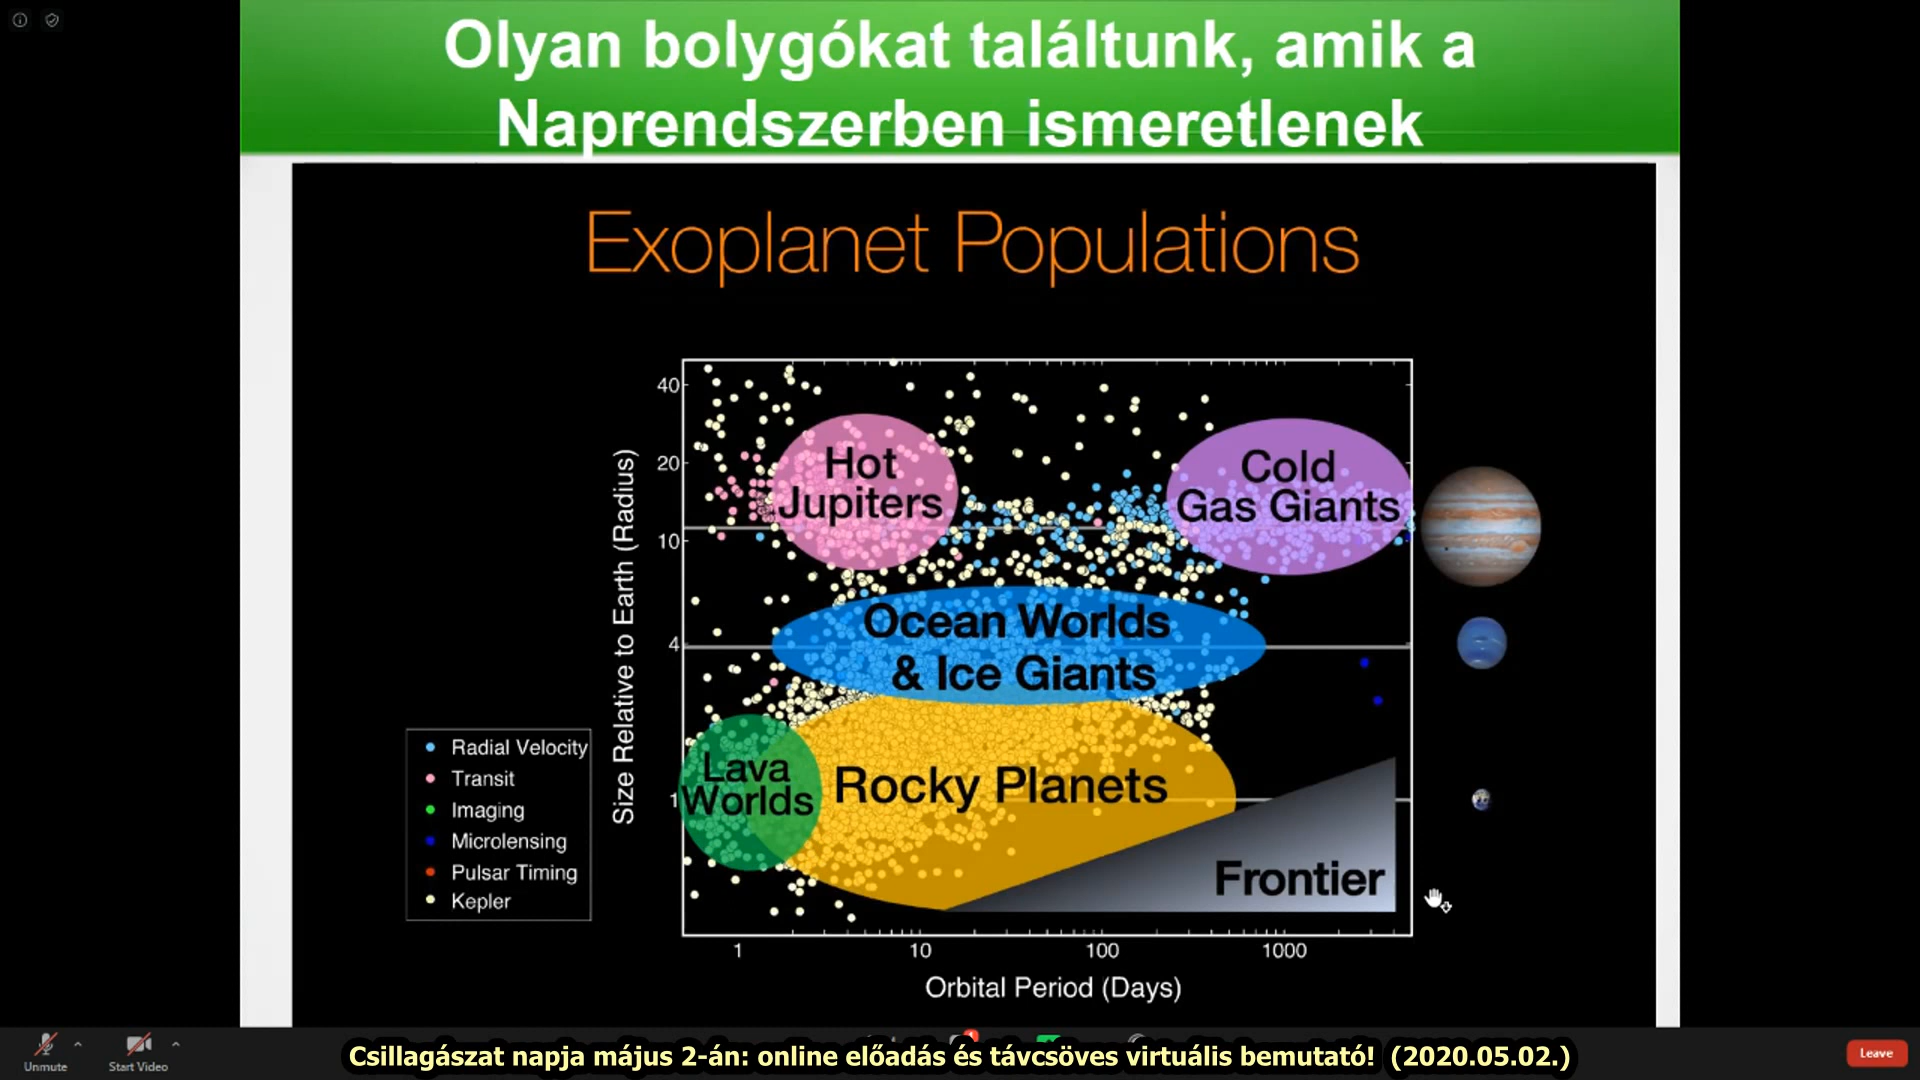 Olyan bolygókat találtunk, amik a
Naprendszerben ismeretlenek
Exoplanet Populations
40
20
10
4
1
Size Relative to Earth (Radius)
Hot
Jupiters
Cold
Gas Giants
Ocean Worlds
& Ice Giants
Lava
Worlds
Rocky Planets
Frontier
Radial Velocity
Transit
Imaging
Microlensing
Pulsar Timing
Kepler
1 10 100 1000
Orbital Period (Days)
Unmute
Start Video
Csillagászat napja május 2-án: online előadás és távcsöves virtuális bemutató! (2020.05.02.)
Leave